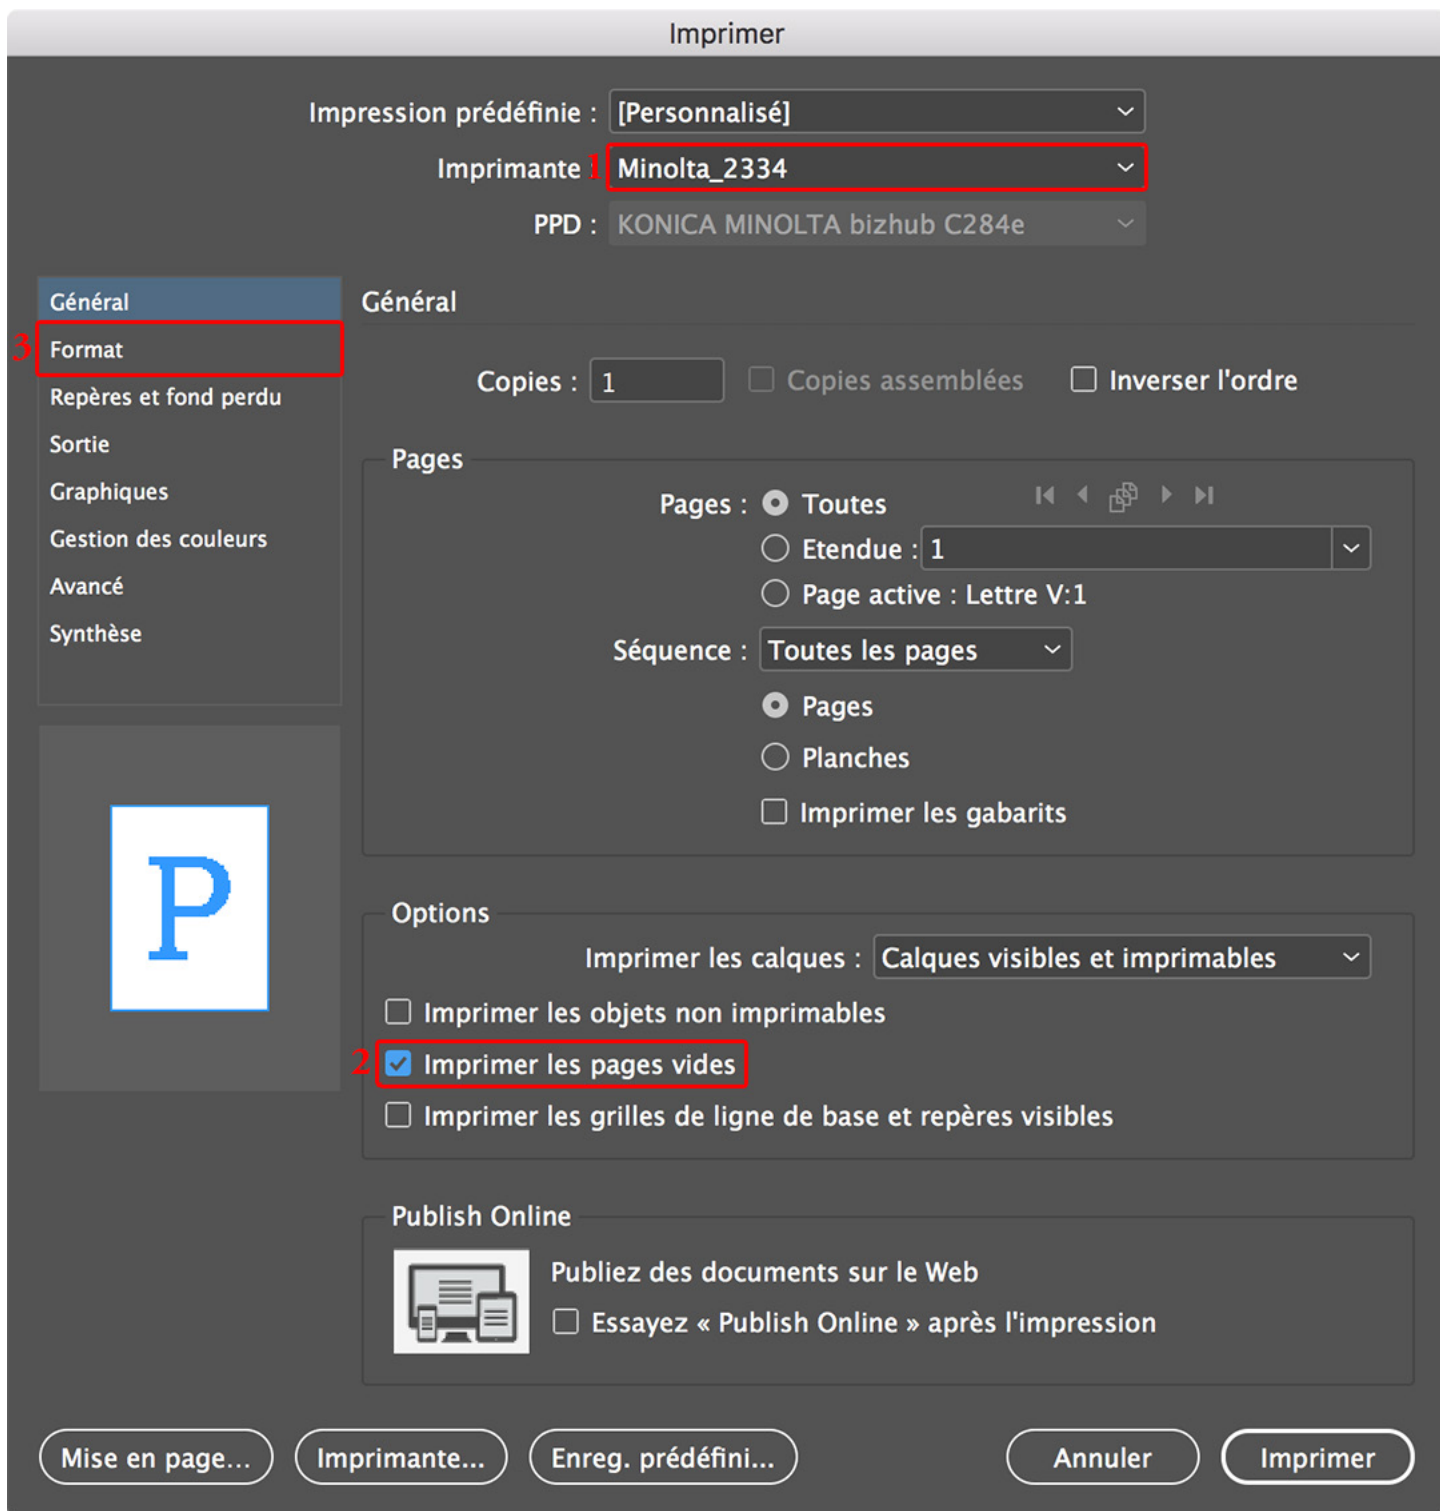 Imprimer
Impression prédéfinie : [Personnalisé]
Imprimante : 1 Minolta_2334
PPD : KONICA MINOLTA bizhub C284e
Général
3 Format
Repères et fond perdu
Sortie
Graphiques
Gestion des couleurs
Avancé
Synthèse
P
Général
Copies : 1 Copies assemblées Inverser l'ordre
Pages
Pages : Toutes
Etendue : 1
Page active : Lettre V:1
Séquence : Toutes les pages
Pages
Planches
Imprimer les gabarits
Options
Imprimer les calques : Calques visibles et imprimables
Imprimer les objets non imprimables
2 Imprimer les pages vides
Imprimer les grilles de ligne de base et repères visibles
Publish Online
Publiez des documents sur le Web
Essayez « Publish Online » après l'impression
Mise en page... Imprimante... Enreg. prédéfini... Annuler Imprimer